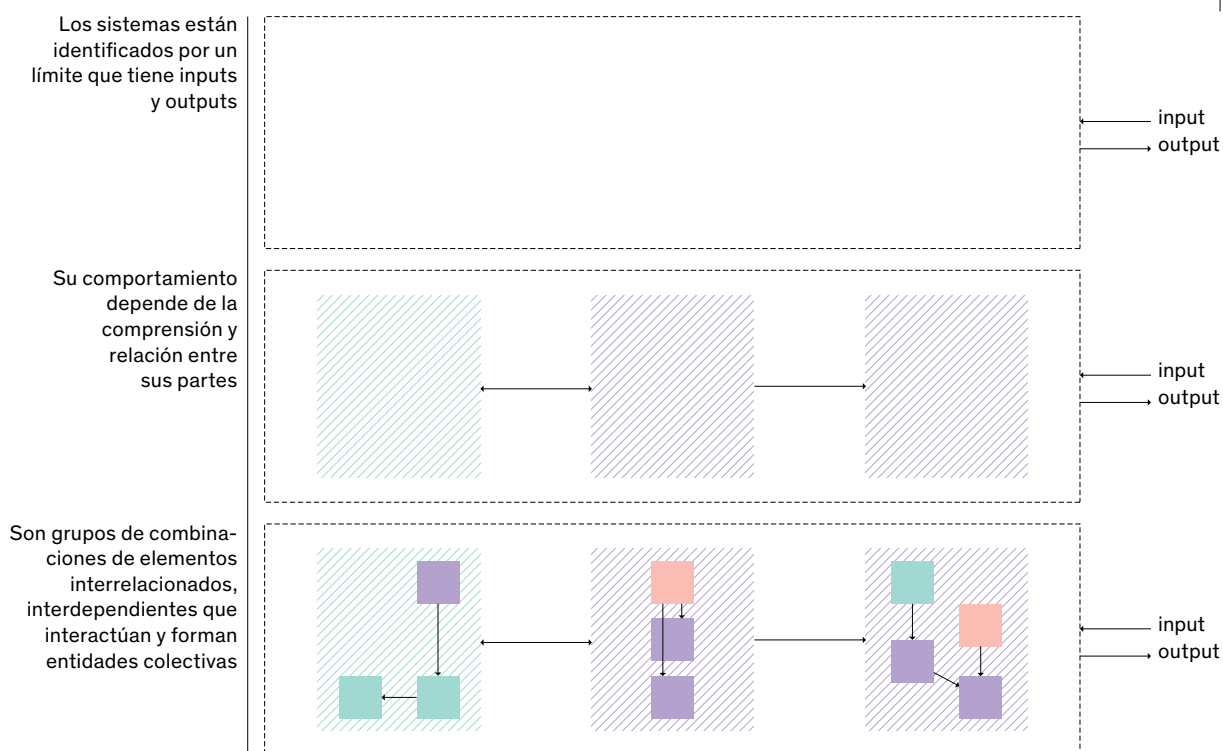 Los sistemas están
identificados por un
límite que tiene inputs
y outputs
input
output
Su comportamiento
depende de la
comprensión y
relación entre
sus partes
input
output
Son grupos de combina-
ciones de elementos
interrelacionados,
interdependientes que
interactúan y forman
entidades colectivas
input
output